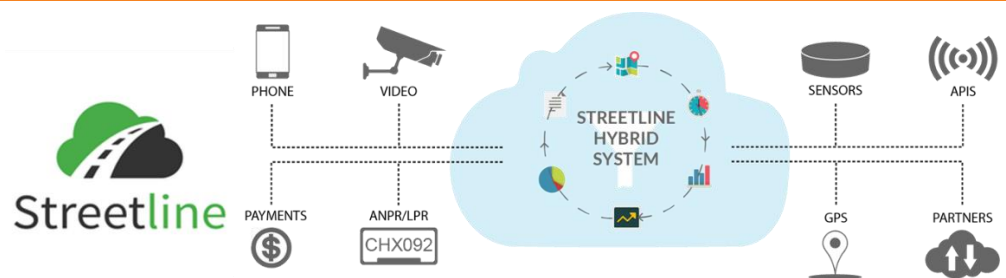 PHONE
VIDEO
SENSORS
APIS
STREETLINE
HYBRID
SYSTEM
Streetline
PAYMENTS
ANPR/LPR
GPS
PARTNERS
$
CHX092